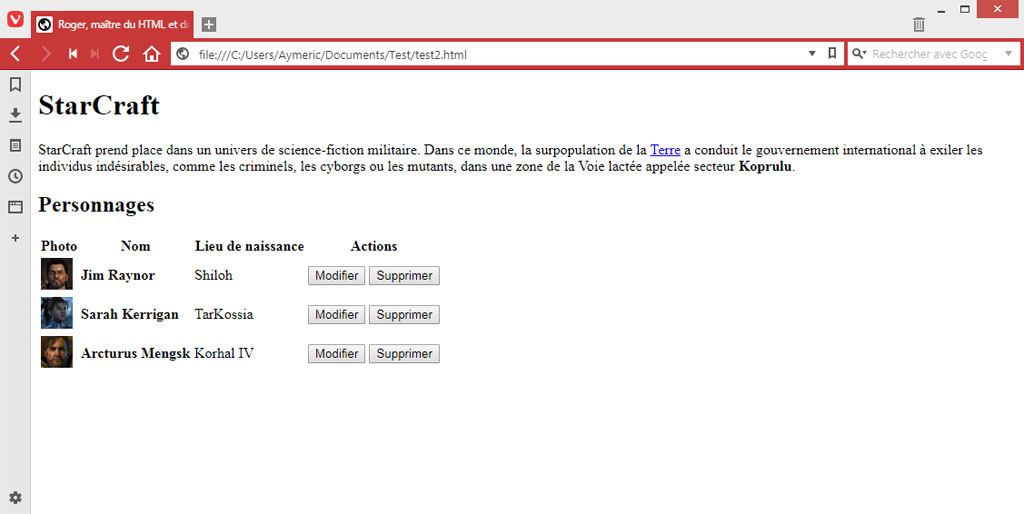 Roger, maître du HTML et d
file:///C:/Users/Aymeric/Documents/Test/test2.html
Rechercher avec Goog
StarCraft
StarCraft prend place dans un univers de science-fiction militaire. Dans ce monde, la surpopulation de la Terre a conduit le gouvernement international à exiler les
individus indésirables, comme les criminels, les cyborgs ou les mutants, dans une zone de la Voie lactée appelée secteur Koprulu.
Personnages
Photo Nom Lieu de naissance Actions
Jim Raynor Shiloh Modifier Supprimer
Sarah Kerrigan TarKossia Modifier Supprimer
Arcturus Mengsk Korhal IV Modifier Supprimer